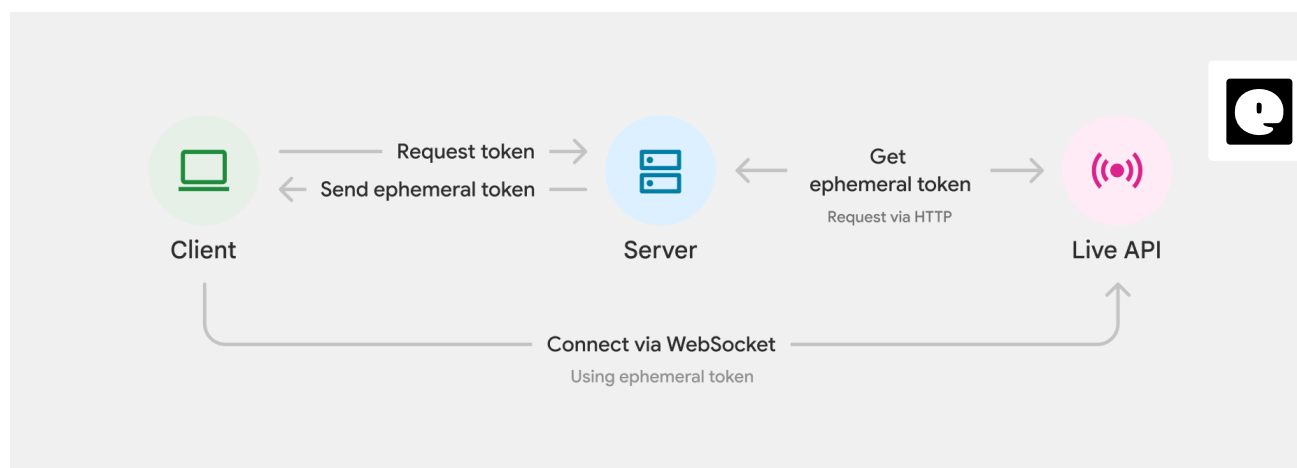 Request token
Send ephemeral token
Get
ephemeral token
Request via HTTP
Client
Server
Live API
Connect via WebSocket
Using ephemeral token